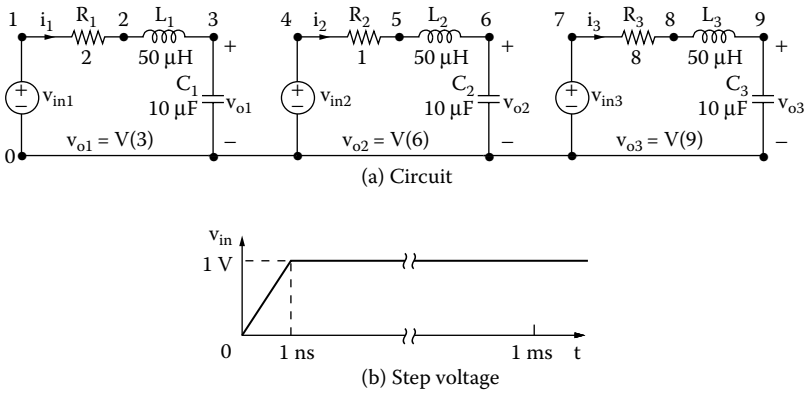 1 i1 R1 2 L1 3
2 50 μH
+
vin1
C1
10 μF
+
vo1
−
vo1 = V(3)
0
4 i2 R2 5 L2 6
1 50 μH
+
−
vin2
C2
10 μF
+
vo2
−
vo2 = V(6)
7 i3 R3 8 L3 9
8 50 μH
+
−
vin3
C3
10 μF
+
vo3
−
vo3 = V(9)
(a) Circuit
vin
1 V
0 1 ns 1 ms t
(b) Step voltage